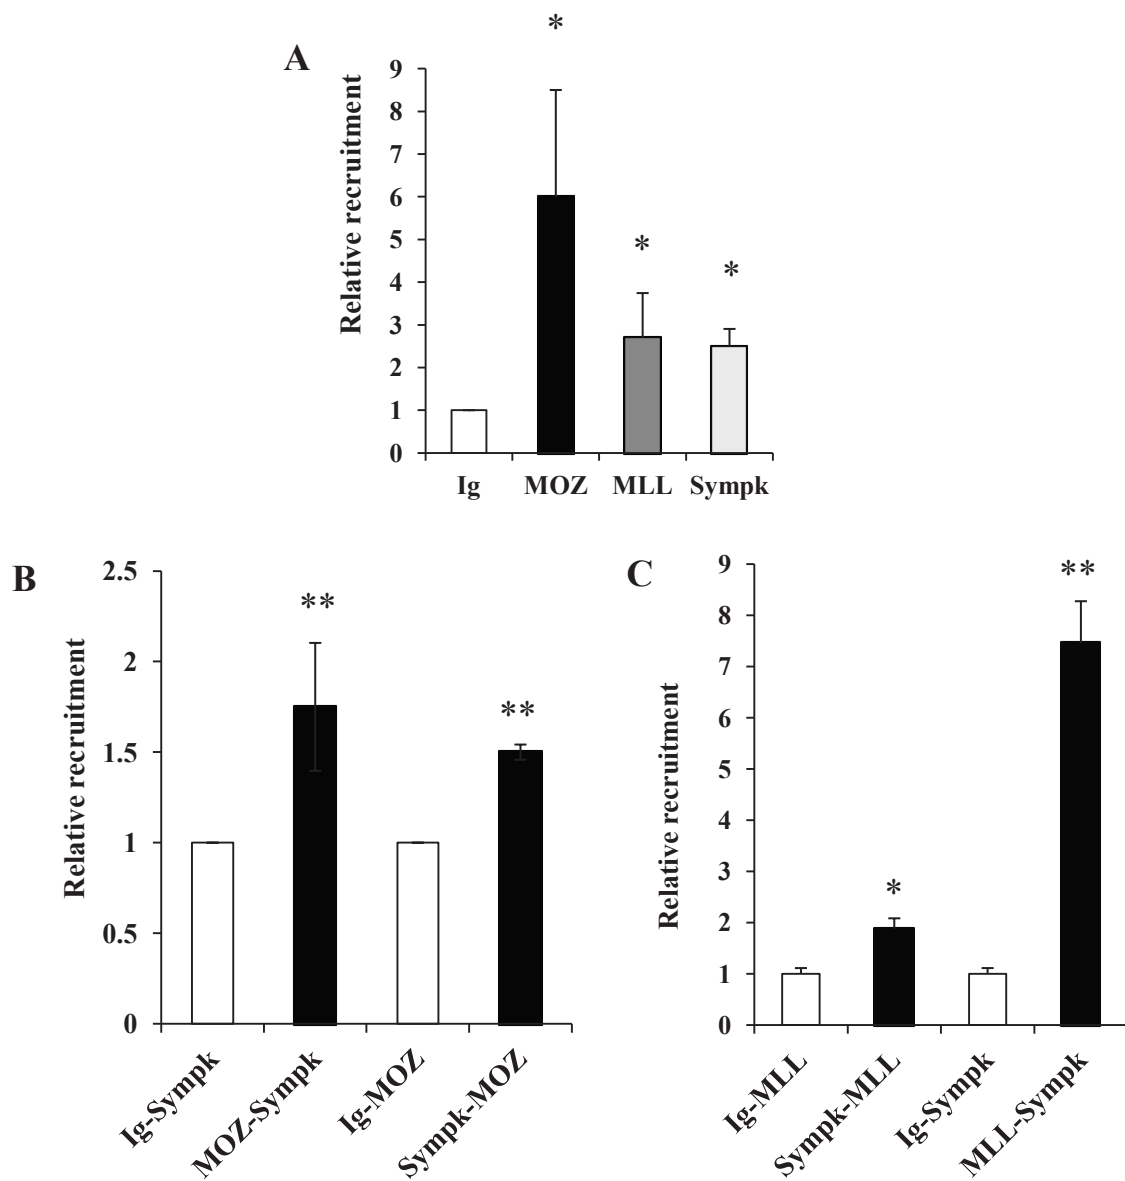 A
*
9
8
7
6
5
4
3
2
1
0
Relative recruitment
*
*
Ig MOZ MLL Sympk
B
2.5
2
1.5
1
0.5
0
Relative recruitment
**
**
Ig-Sympk
MOZ-Sympk
Ig-MOZ
Sympk-MOZ
C
9
8
7
6
5
4
3
2
1
0
Relative recruitment
*
**
Ig-MLL
Sympk-MLL
Ig-Sympk
MLL-Sympk